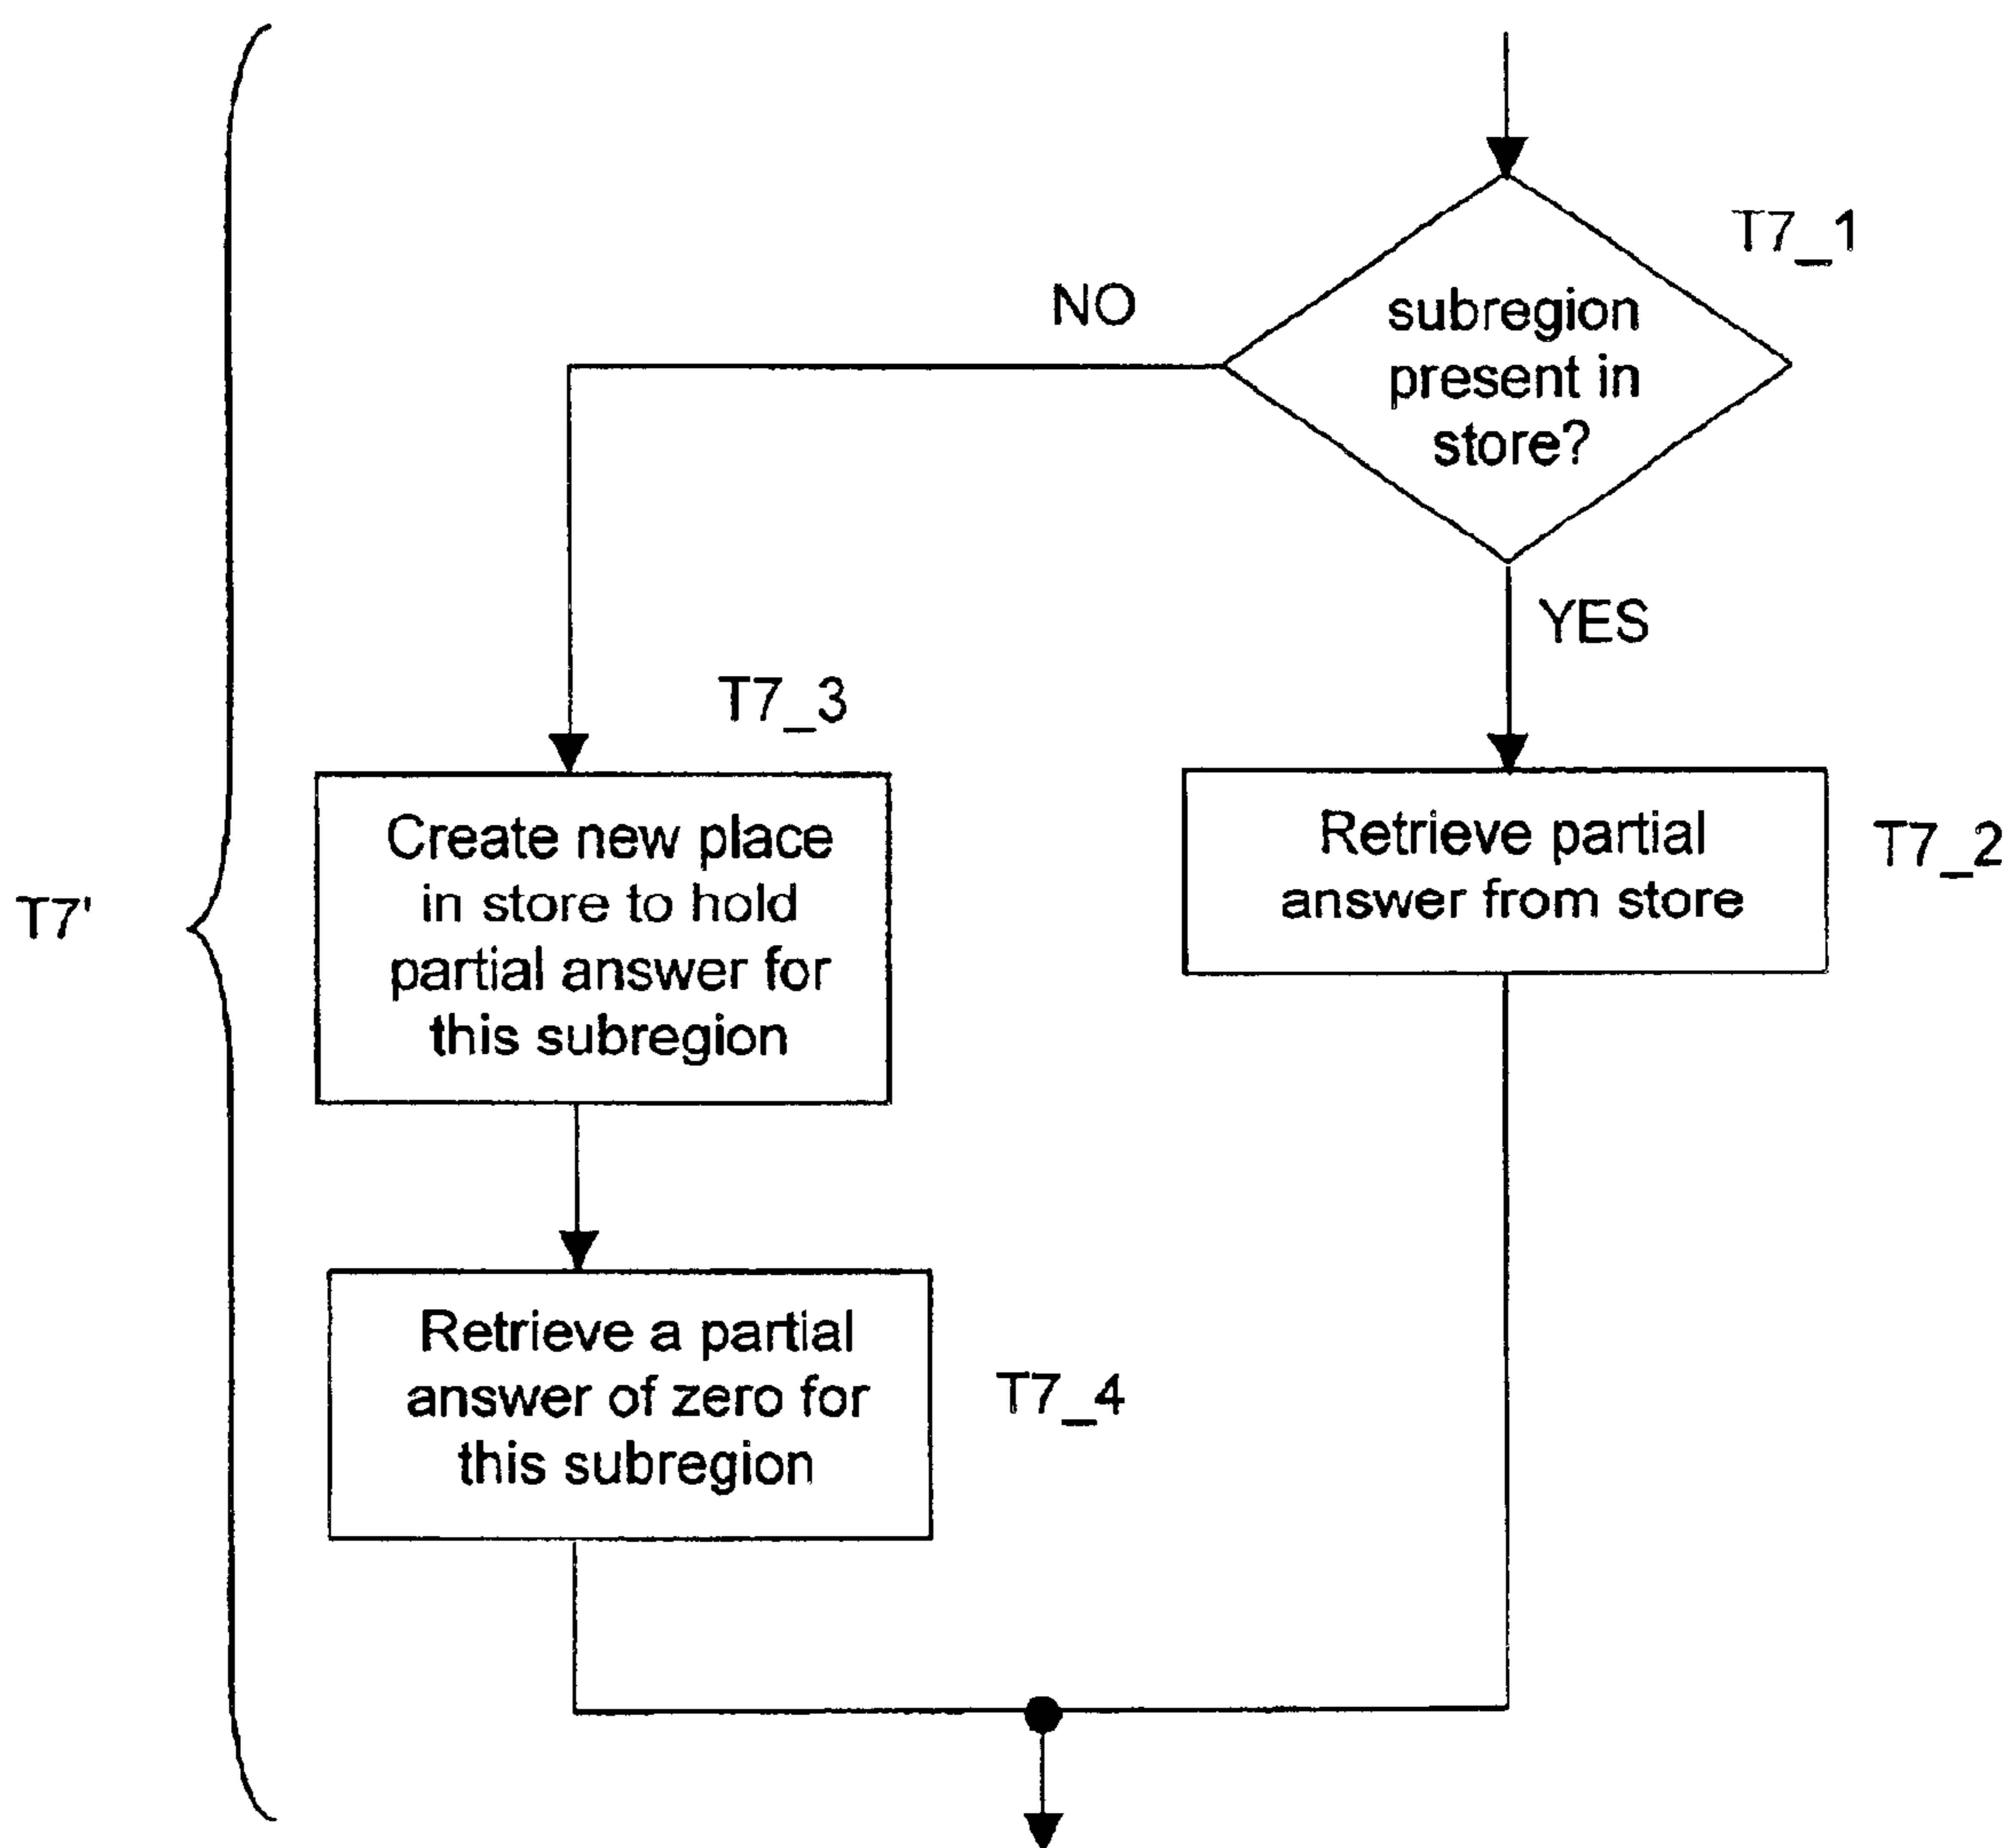 T7_1
NO
subregion
present in
store?
YES
T7_3
Create new place
in store to hold
partial answer for
this subregion
Retrieve partial
answer from store
T7_2
T7'
Retrieve a partial
answer of zero for
this subregion
T7_4